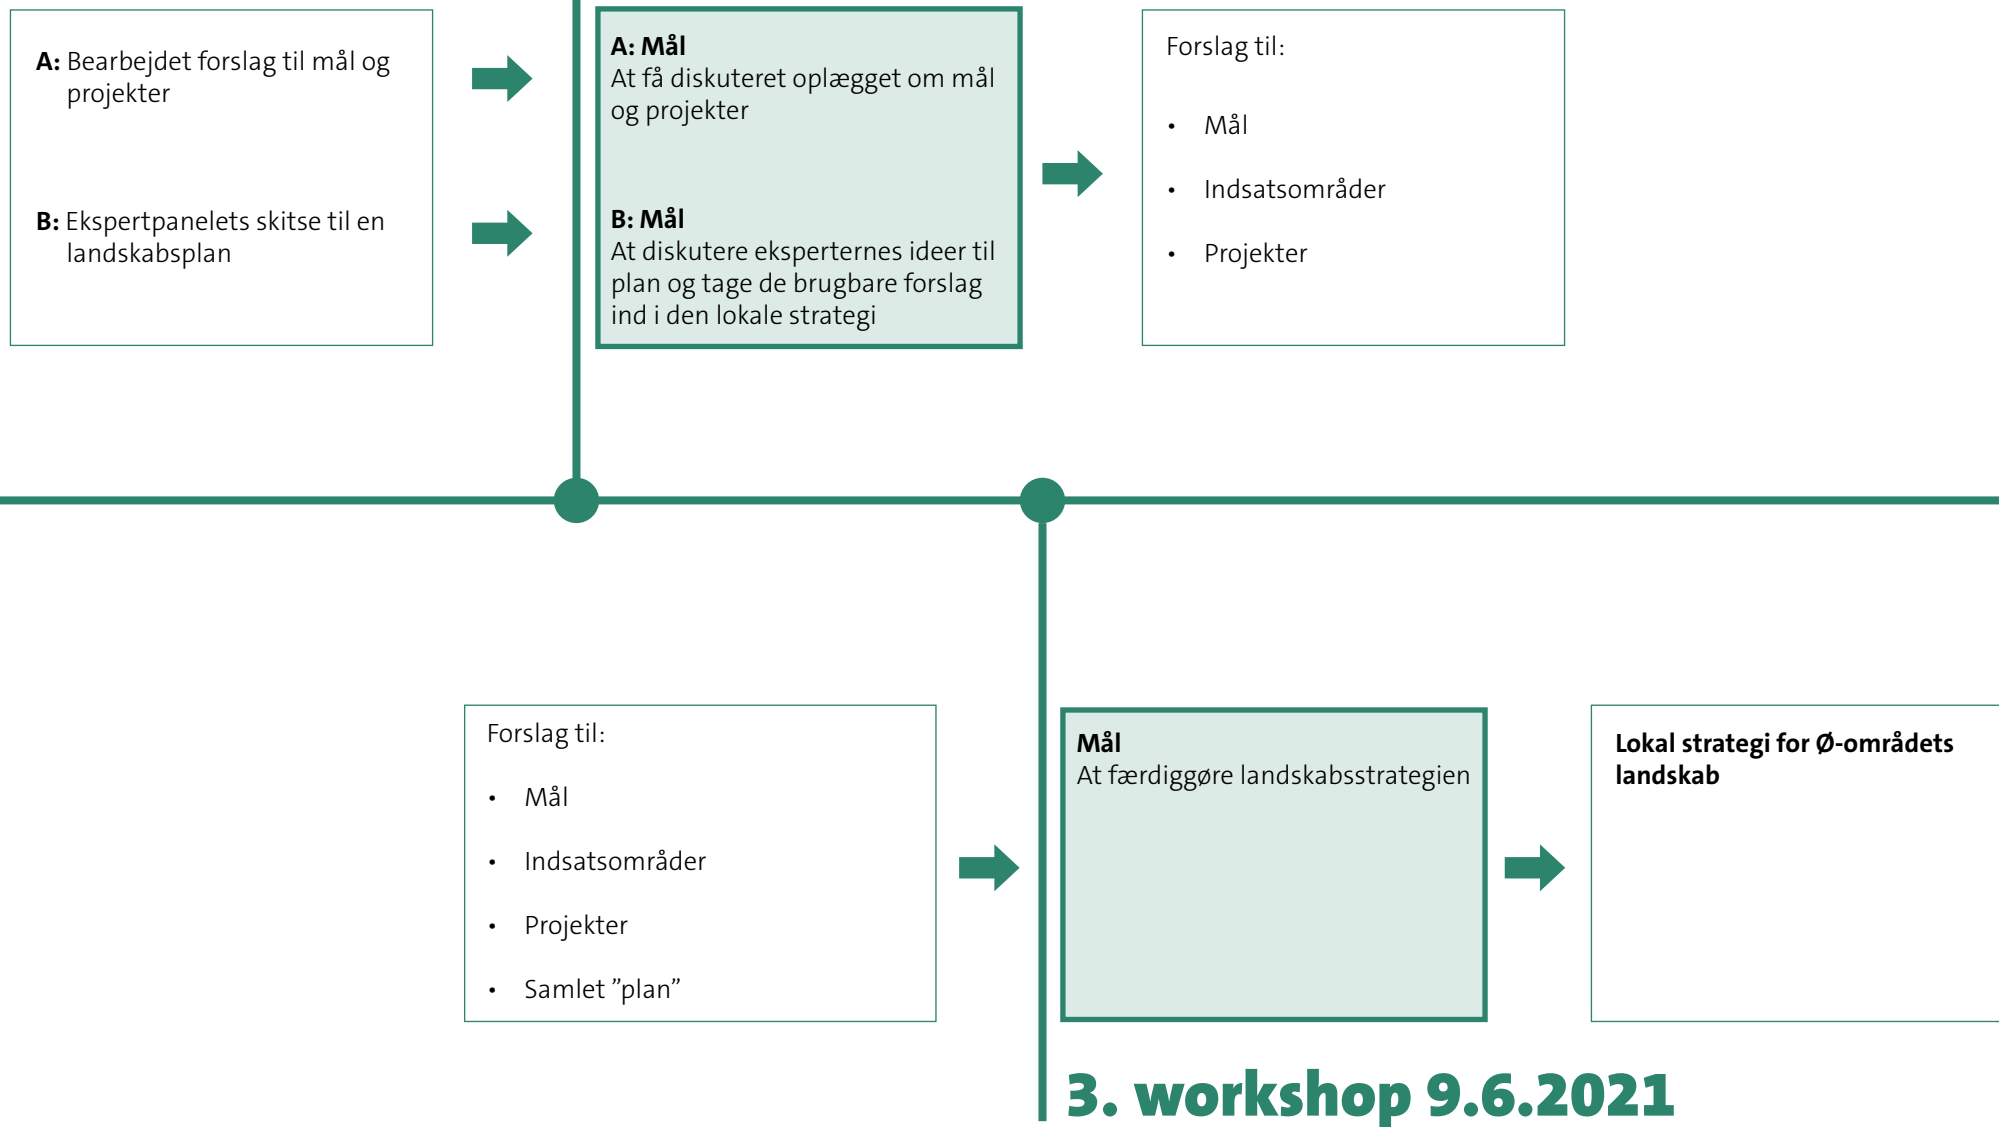 A: Bearbejdet forslag til mål og
projekter
B: Ekspertpanelets skitse til en
landskabsplan
A: Mål
At få diskuteret oplægget om mål
og projekter
B: Mål
At diskutere eksperternes ideer til
plan og tage de brugbare forslag
ind i den lokale strategi
Forslag til:
• Mål
• Indsatsområder
• Projekter
Forslag til:
• Mål
• Indsatsområder
• Projekter
• Samlet ”plan”
Mål
At færdiggøre landskabsstrategien
Lokal strategi for Ø-områdets
landskab
3. workshop 9.6.2021